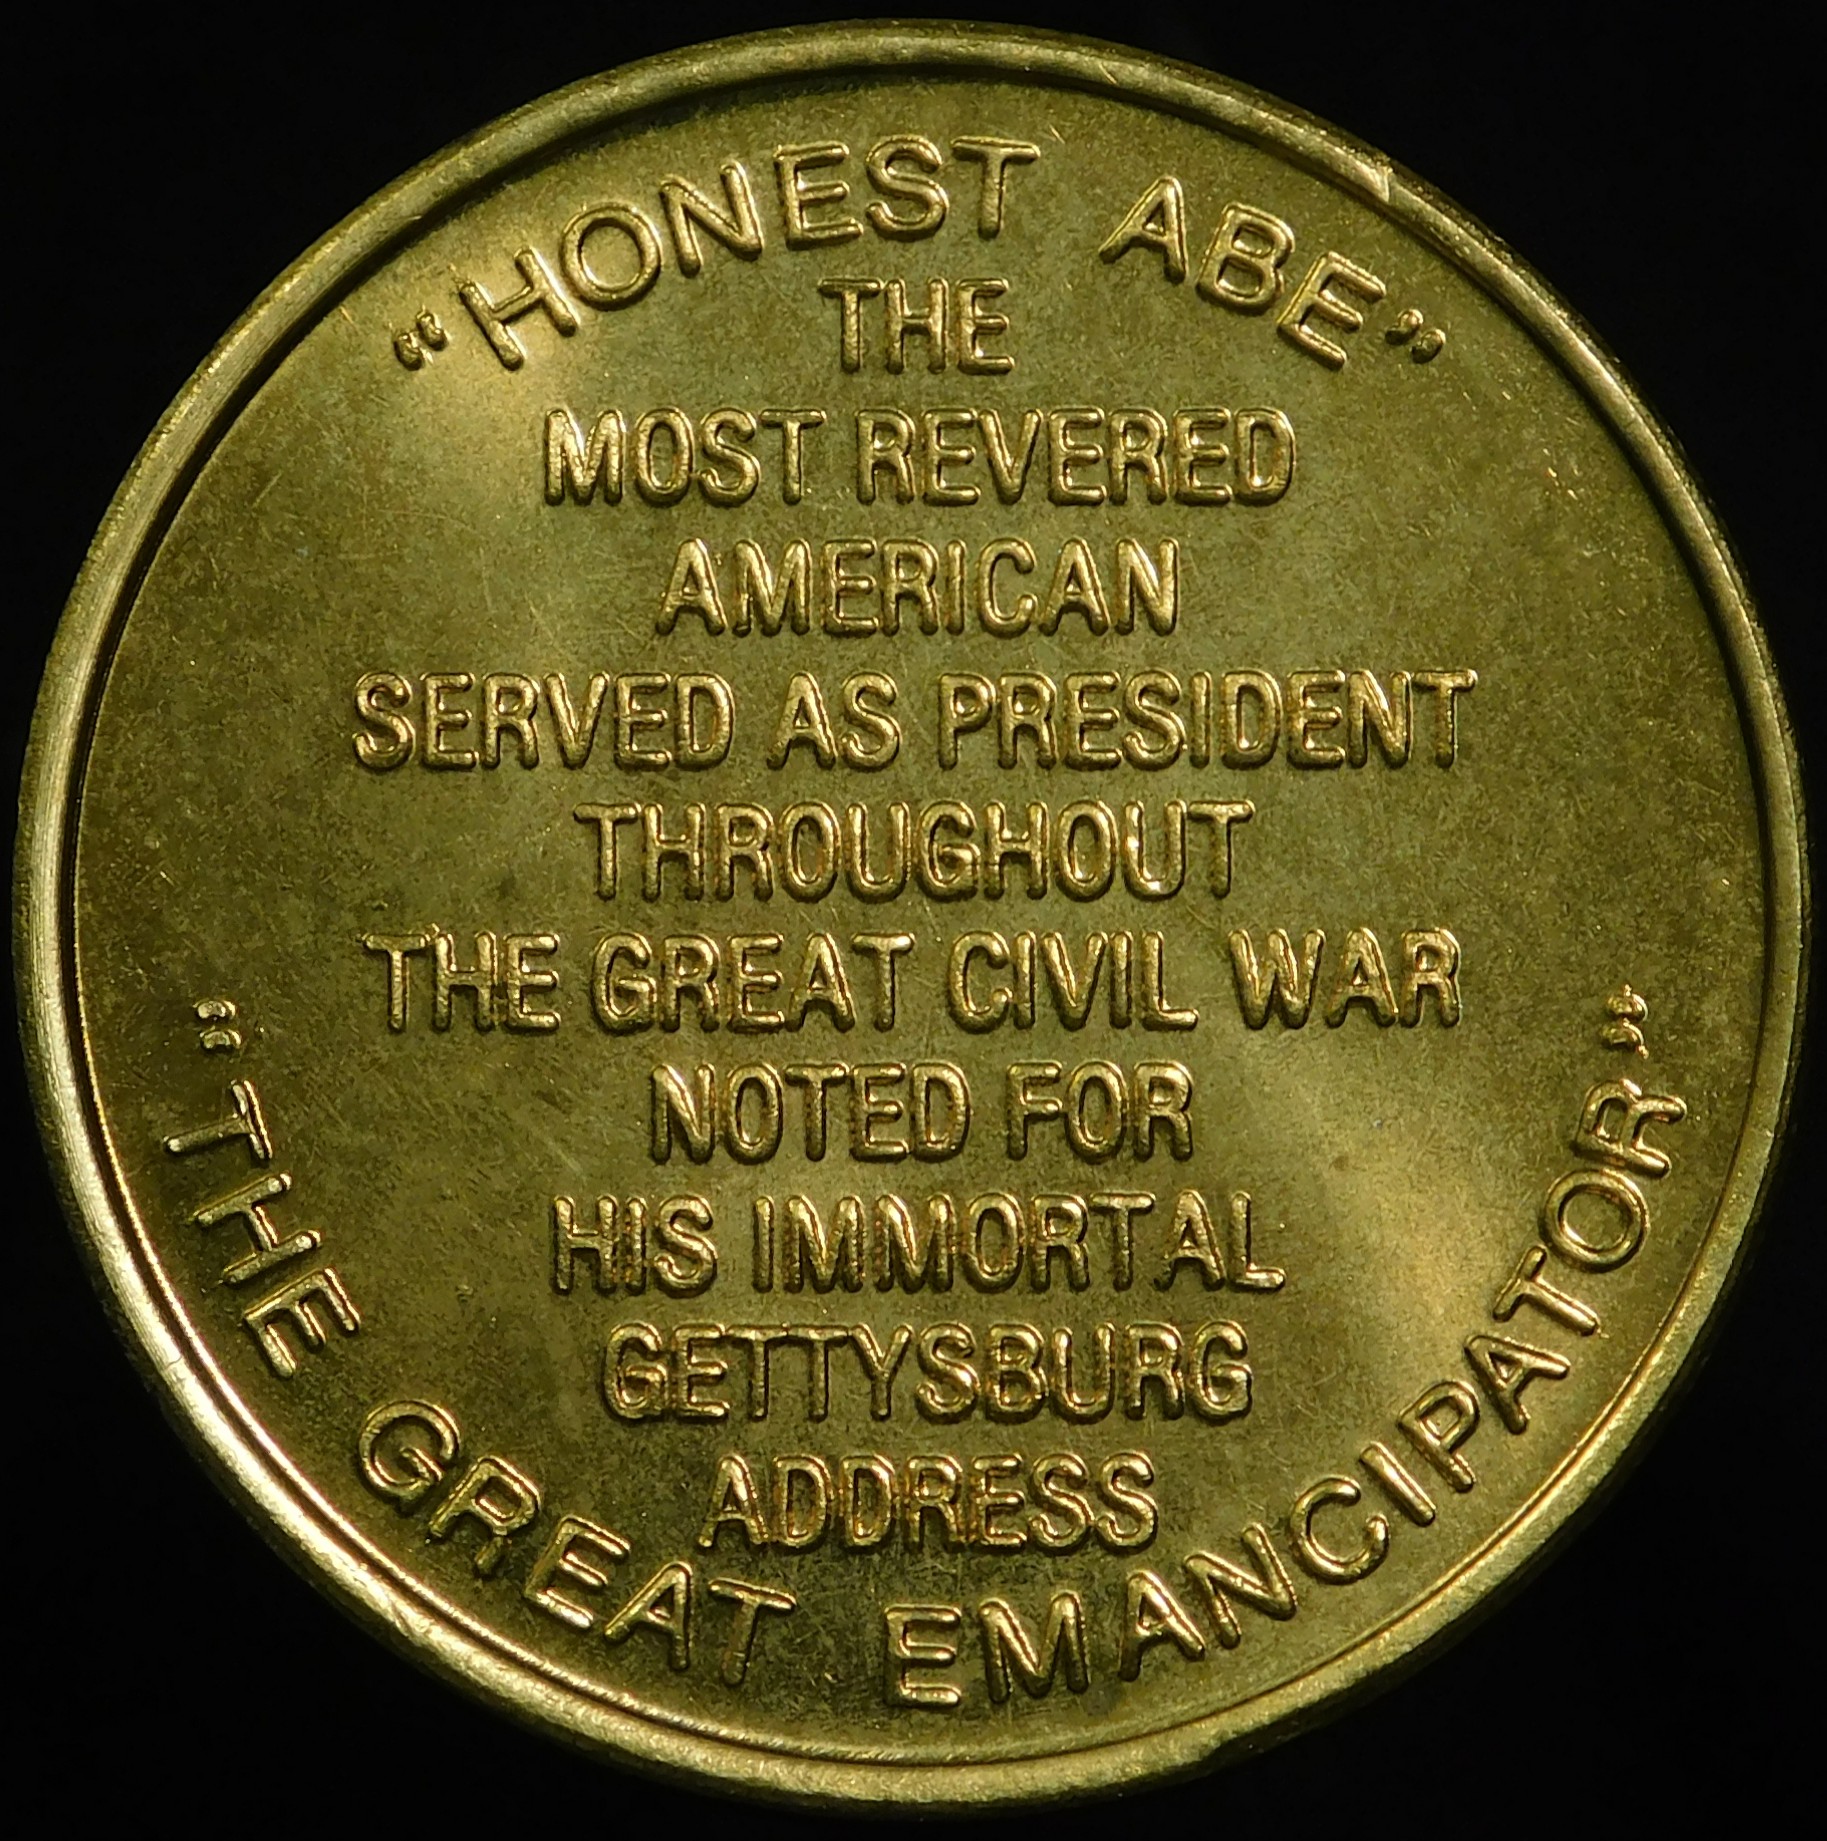 “HONEST ABE”
THE
MOST REVERED
AMERICAN
SERVED AS PRESIDENT
THROUGHOUT
THE GREAT CIVIL WAR
NOTED FOR
HIS IMMORTAL
GETTYSBURG
ADDRESS
“THE GREAT EMANCIPATOR”